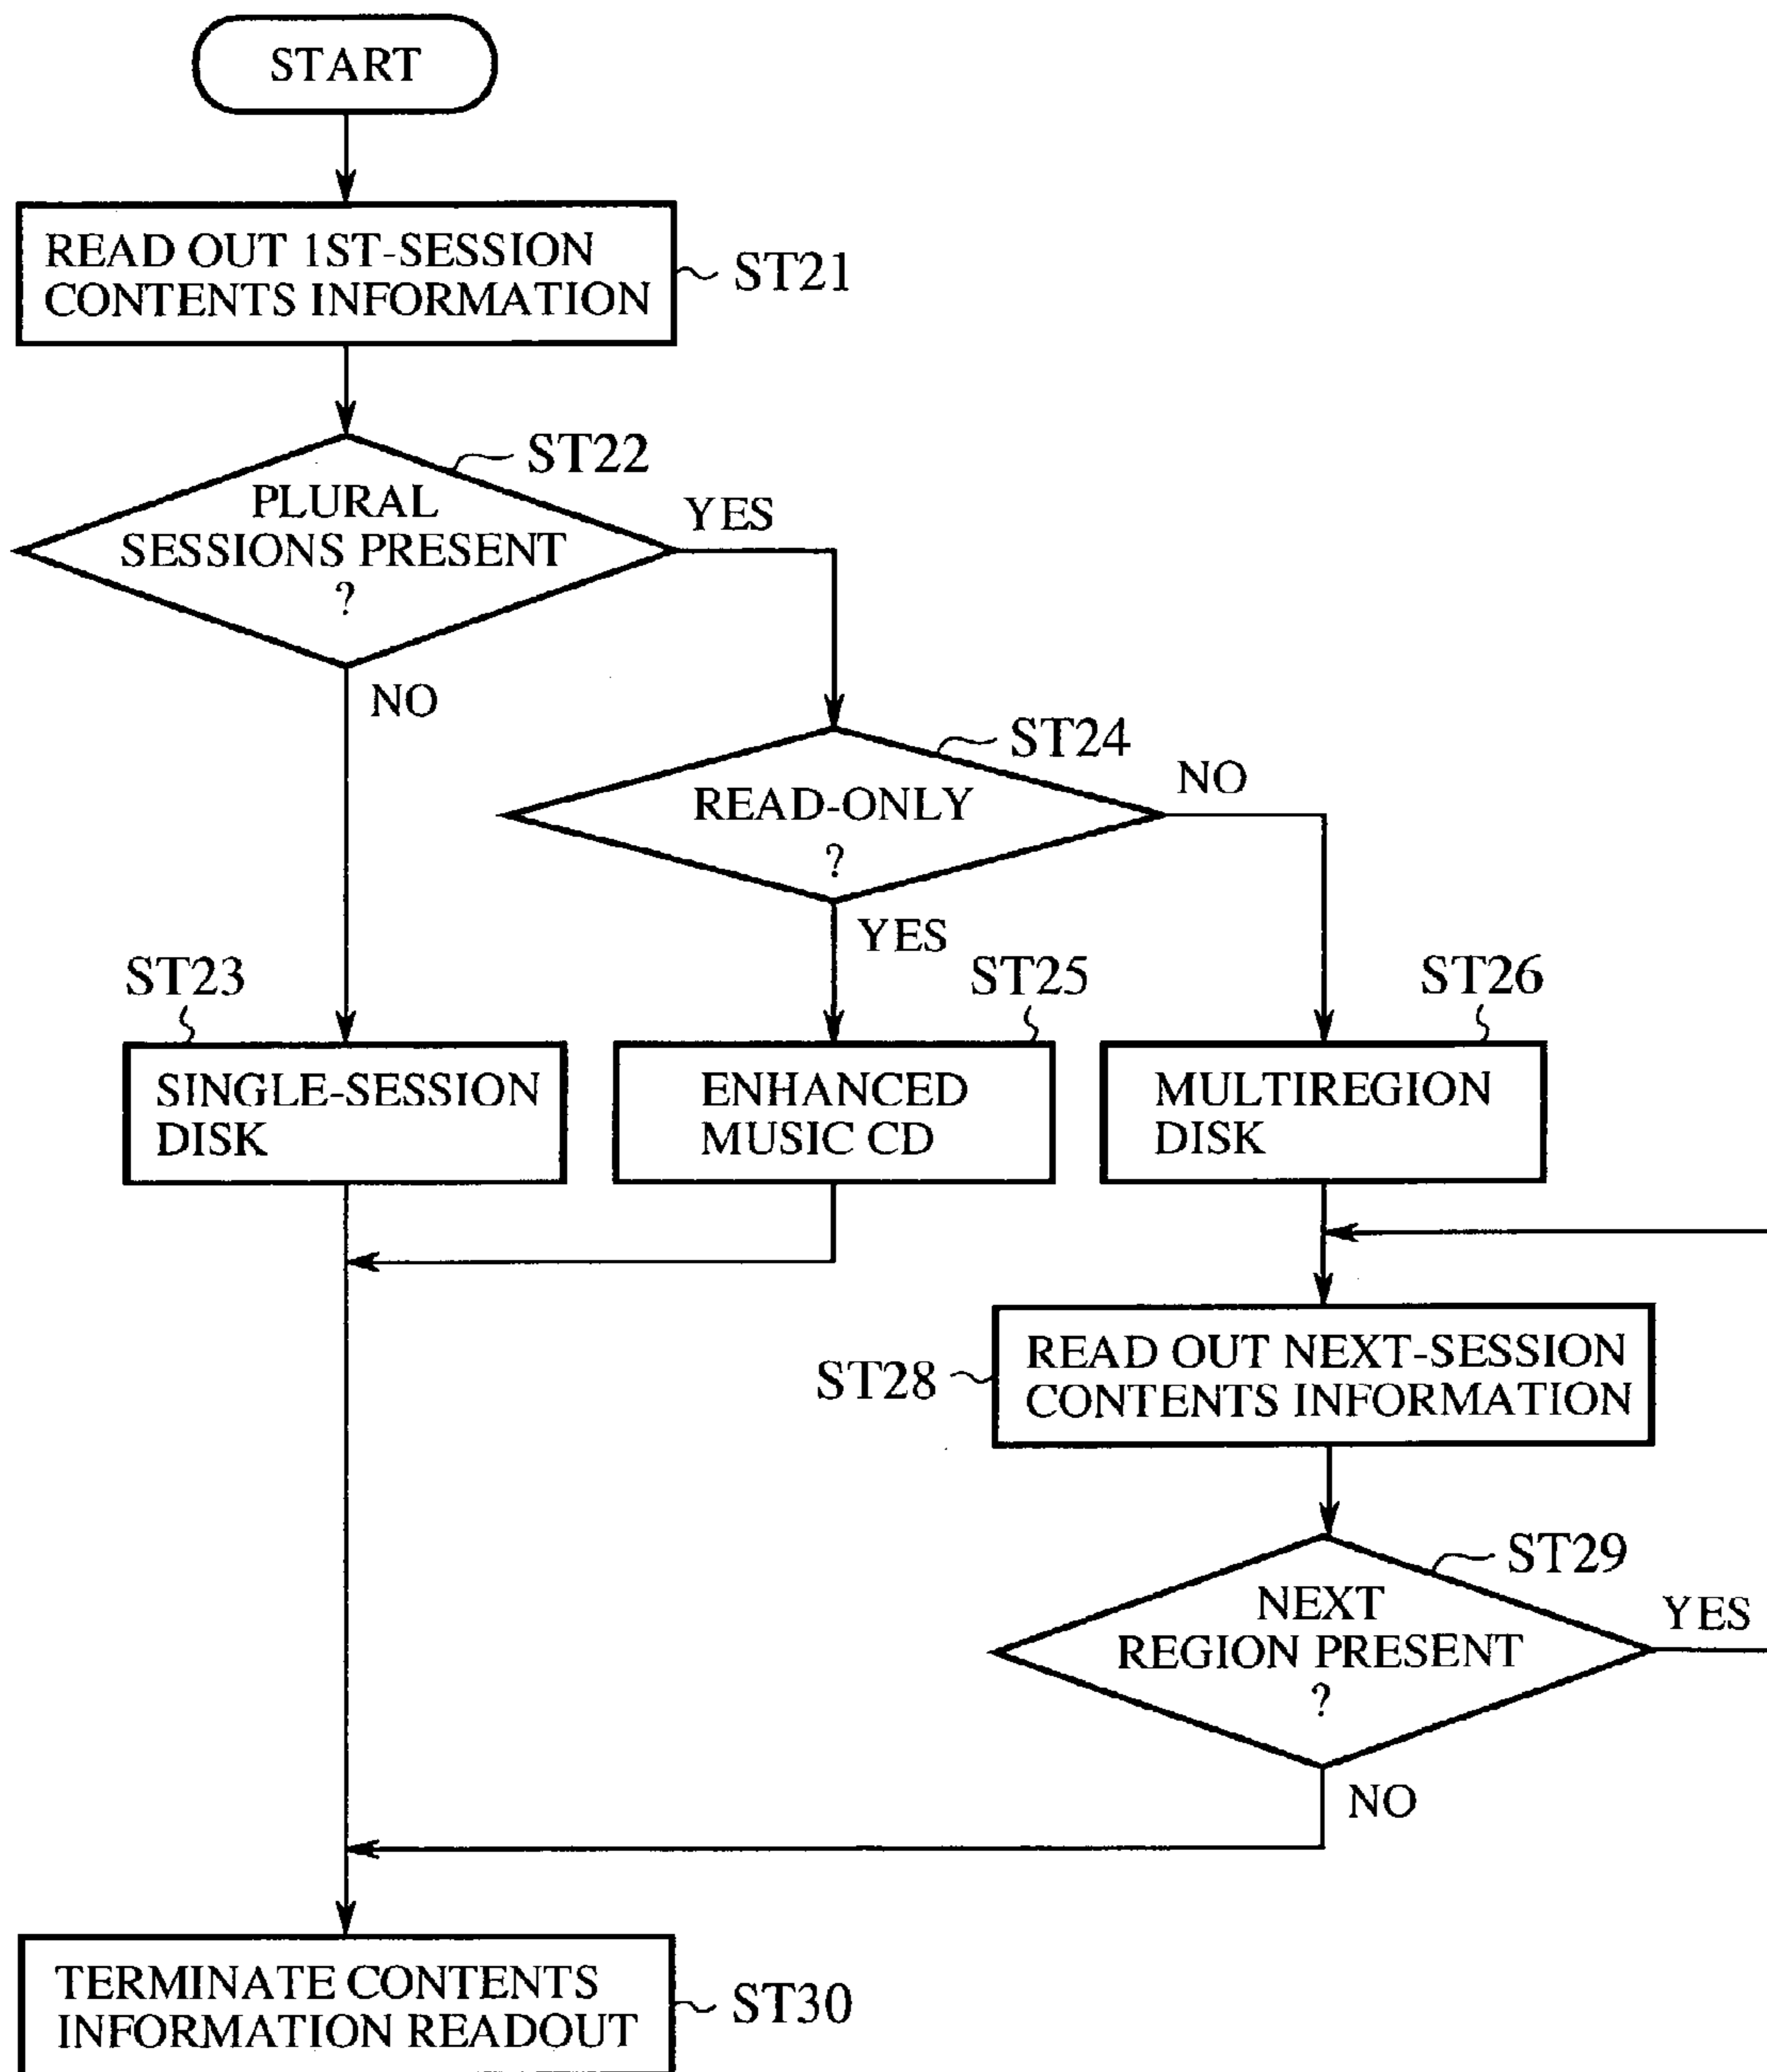 START
READ OUT 1ST-SESSION
CONTENTS INFORMATION
ST21
ST22
PLURAL
SESSIONS PRESENT
?
YES
NO
ST24
READ-ONLY
?
NO
YES
ST23
ST25
ST26
SINGLE-SESSION
DISK
ENHANCED
MUSIC CD
MULTIREGION
DISK
READ OUT NEXT-SESSION
CONTENTS INFORMATION
ST28
ST29
NEXT
REGION PRESENT
?
YES
NO
TERMINATE CONTENTS
INFORMATION READOUT
ST30